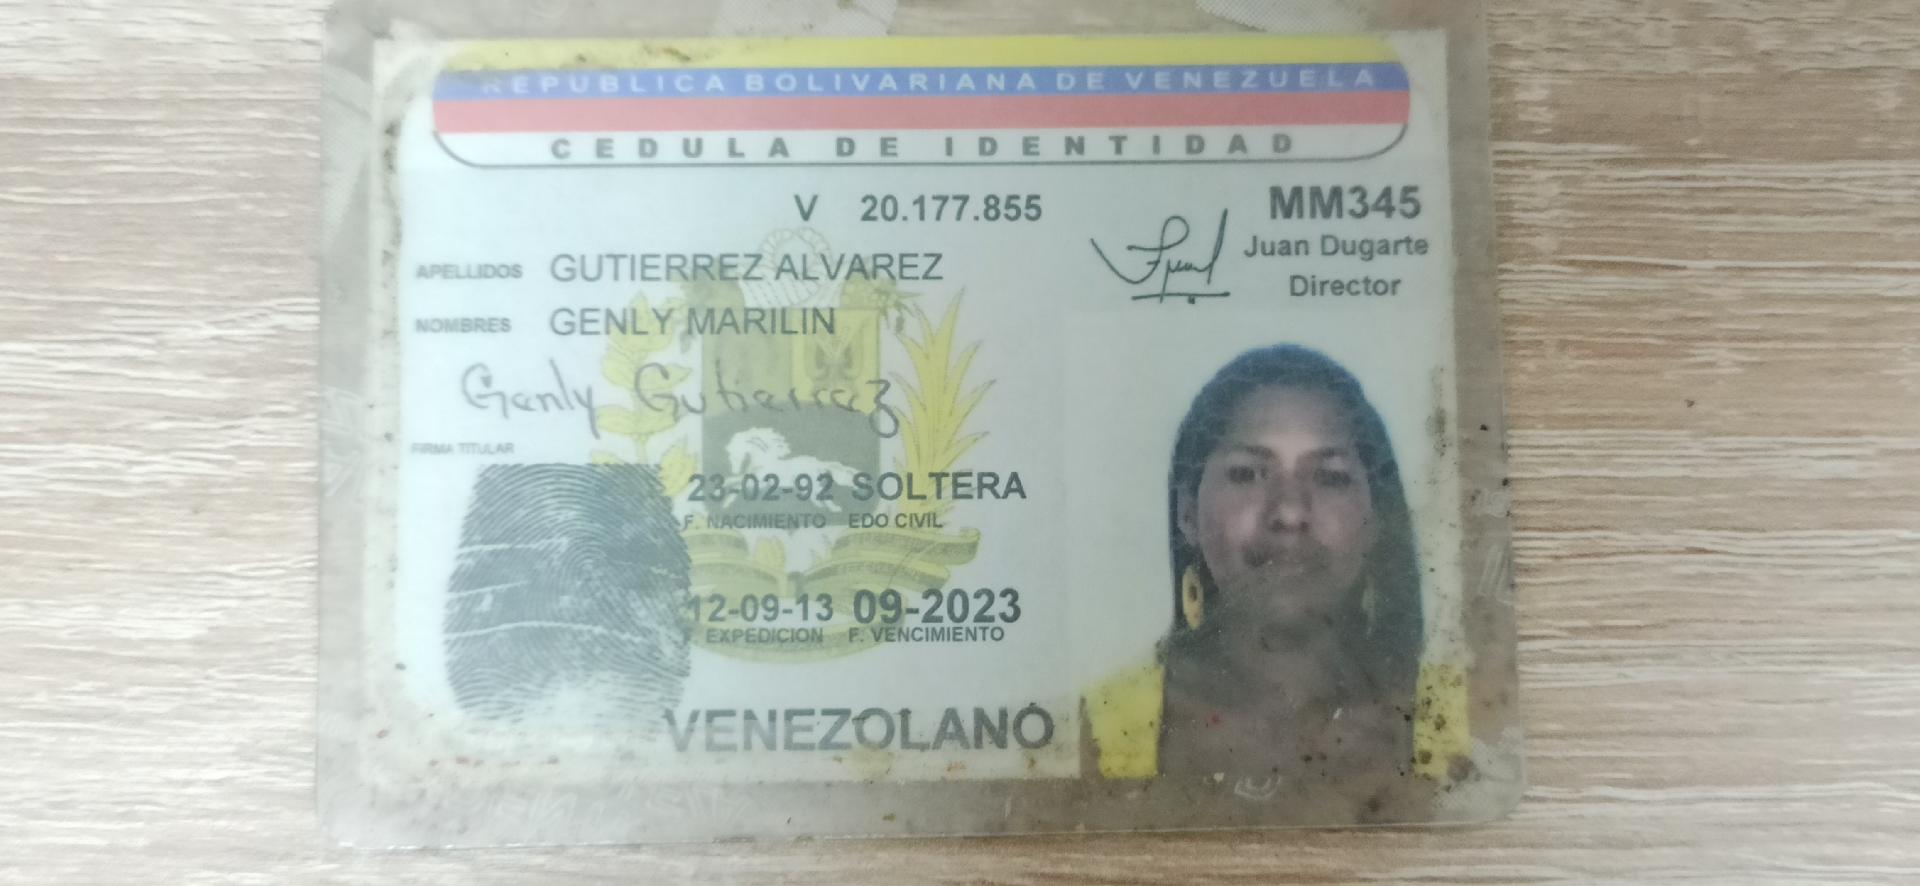 REPUBLICA BOLIVARIANA DE VENEZUELA
CEDULA DE IDENTIDAD
V 20.177.855
MM345
Juan Dugarte
Director
APELLIDOS GUTIERREZ ALVAREZ
NOMBRES GENLY MARILIN
Genly Gutierrez
FIRMA TITULAR
23-02-92 SOLTERA
F. NACIMIENTO EDO CIVIL
12-09-13 09-2023
F. EXPEDICION F. VENCIMIENTO
VENEZOLANO